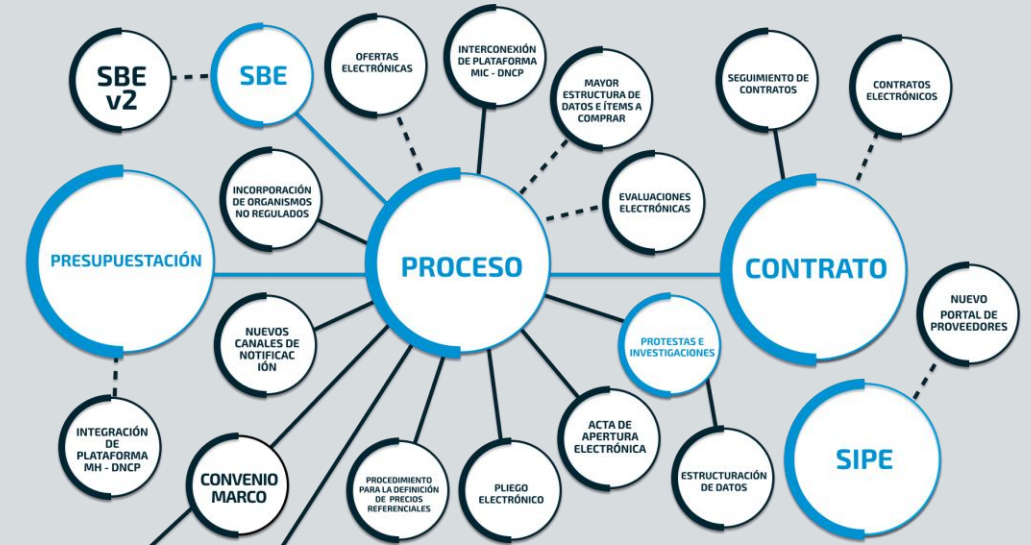 SBE
v2
SBE
OFERTAS
ELECTRÓNICAS
INTERCONEXIÓN
DE PLATAFORMA
MIC - DNCP
MAYOR
ESTRUCTURA DE
DATOS E ÍTEMS A
COMPRAR
SEGUIMIENTO DE
CONTRATOS
CONTRATOS
ELECTRÓNICOS
INCORPORACIÓN
DE ORGANISMOS
NO REGULADOS
EVALUACIONES
ELECTRÓNICAS
PRESUPUESTACIÓN
PROCESO
CONTRATO
NUEVO
PORTAL DE
PROVEEDORES
NUEVOS
CANALES DE
NOTIFICAC
IÓN
PROTESTAS E
INVESTIGACIONES
INTEGRACIÓN
DE
PLATAFORMA
MH - DNCP
CONVENIO
MARCO
PROCEDIMIENTO
PARA LA DEFINICIÓN
DE PRECIOS
REFERENCIALES
PLIEGO
ELECTRÓNICO
ACTA DE
APERTURA
ELECTRÓNICA
ESTRUCTURACIÓN
DE DATOS
SIPE